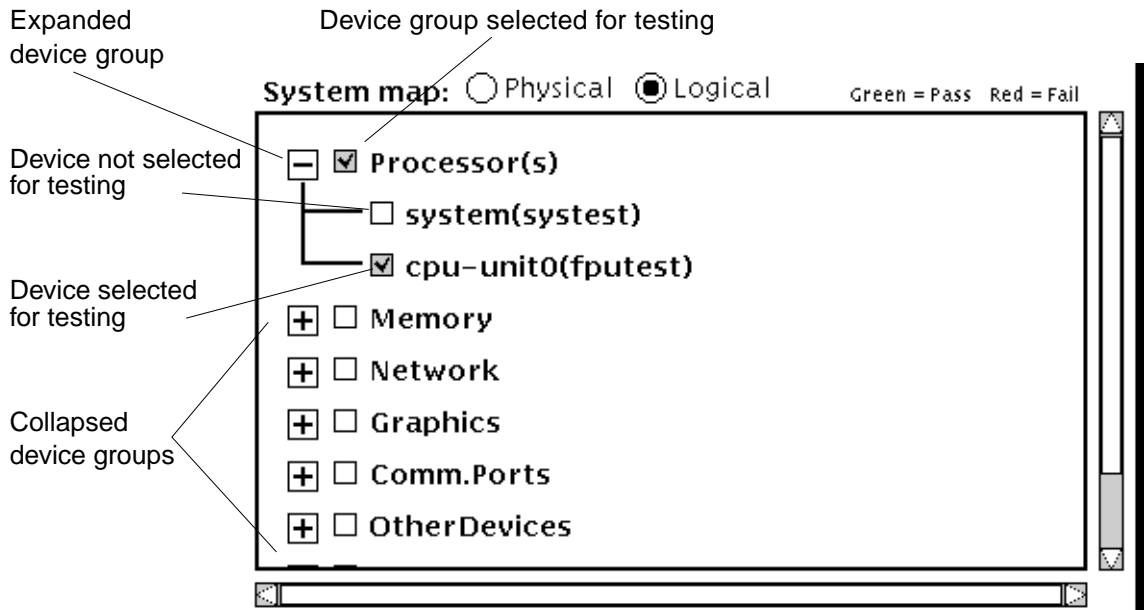 Expanded
device group
Device group selected for testing
System map: Physical Logical Green = Pass Red = Fail
Device not selected
for testing
Processor(s)
system(systest)
cpu-unit0(fputest)
Device selected
for testing
Memory
Network
Graphics
Collapsed
device groups
Comm.Ports
OtherDevices